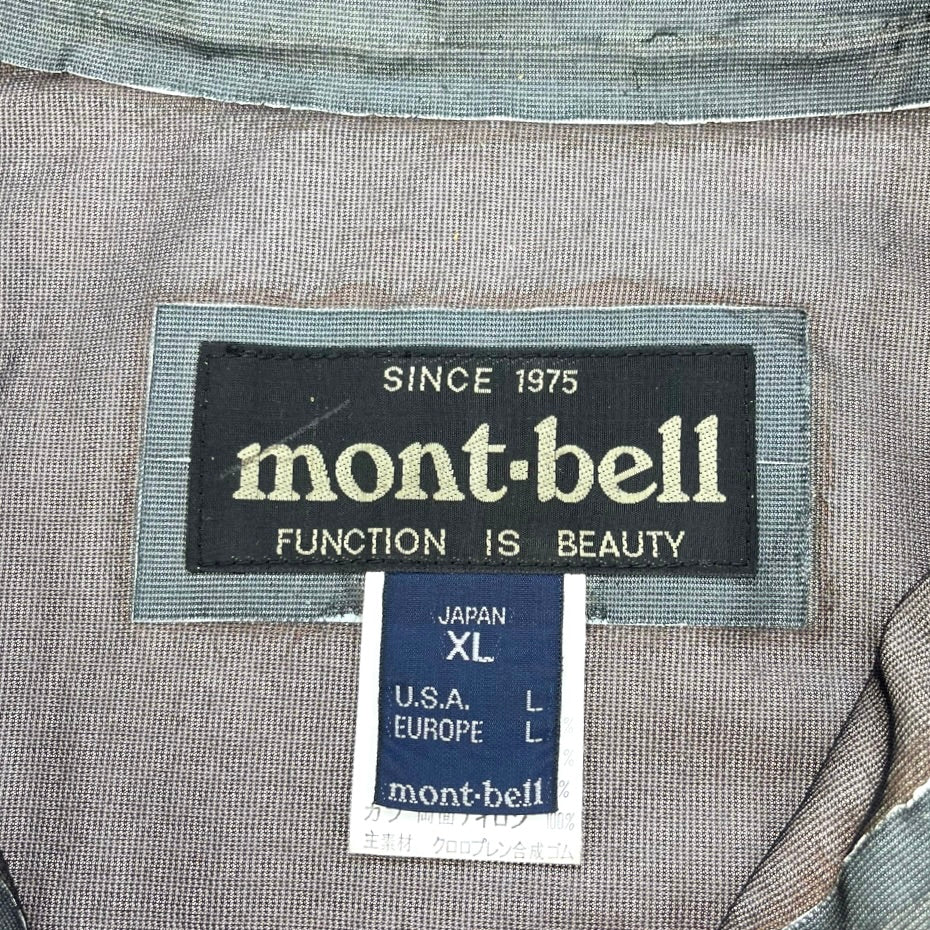 SINCE 1975
mont-bell
FUNCTION IS BEAUTY
JAPAN
XL
U.S.A. L
EUROPE L
mont-bell
%
%
%
100%
主素材 クロロプレン合成ゴム